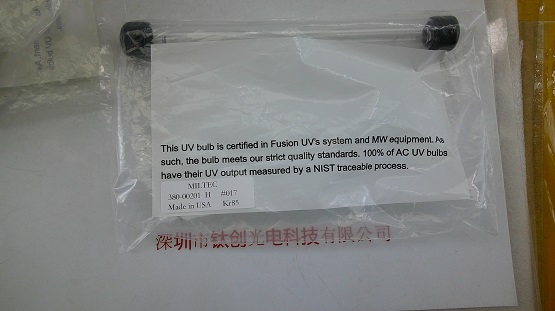 This UV bulb is certified in Fusion UV's system and MW equipment. As
such, the bulb meets our strict quality standards. 100% of AC UV bulbs
have their UV output measured by a NIST traceable process.
MILTEC
380-00201 H #017
Made in USA Kr85
深圳市钛创光电科技有限公司